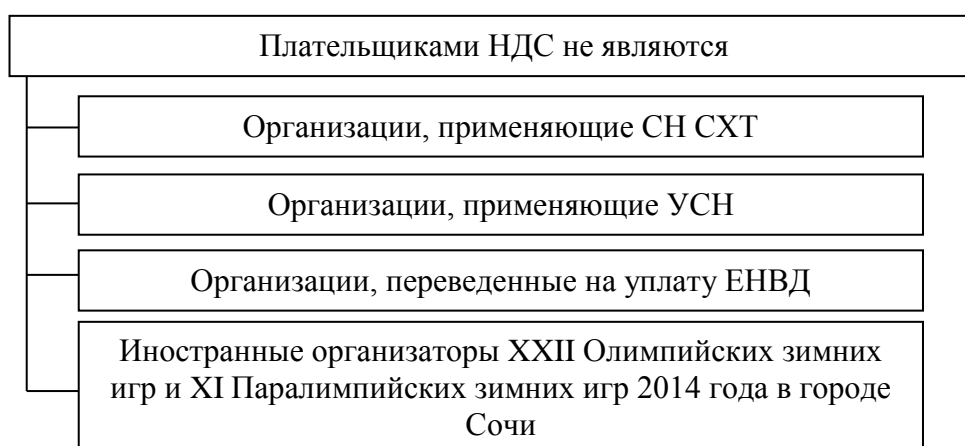 Плательщиками НДС не являются
Организации, применяющие СН СХТ
Организации, применяющие УСН
Организации, переведенные на уплату ЕНВД
Иностранные организаторы XXII Олимпийских зимних
игр и XI Паралимпийских зимних игр 2014 года в городе
Сочи